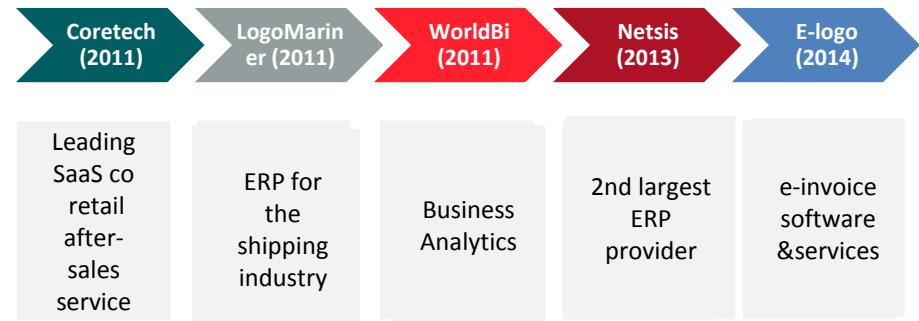 Coretech
(2011)
LogoMarin
er (2011)
WorldBi
(2011)
Netsis
(2013)
E-logo
(2014)
Leading
SaaS co
retail
after-
sales
service
ERP for
the
shipping
industry
Business
Analytics
2nd largest
ERP
provider
e-invoice
software
&services